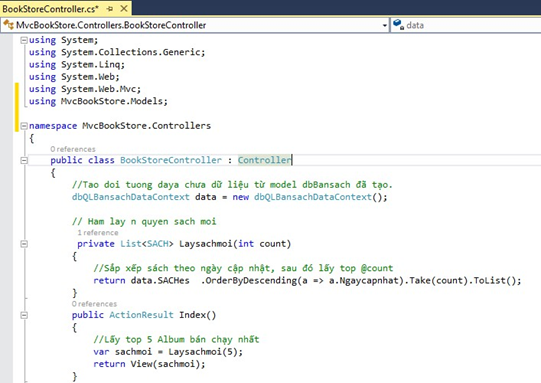 BookStoreController.cs*
MvcBookStore.Controllers.BookStoreController data
using System;
using System.Collections.Generic;
using System.Linq;
using System.Web;
using System.Web.Mvc;
using MvcBookStore.Models;
namespace MvcBookStore.Controllers
{
0 references
public class BookStoreController : Controller
{
//Tao doi tuong daya chưa dữ liệu từ model dbBansach đã tạo.
dbQLBansachDataContext data = new dbQLBansachDataContext();
// Ham lay n quyen sach moi
1 reference
private List<SACH> Laysachmoi(int count)
{
//Sắp xếp sách theo ngày cập nhật, sau đó lấy top @count
return data.SACHes .OrderByDescending(a => a.Ngaycapnhat).Take(count).ToList();
}
0 references
public ActionResult Index()
{
//Lấy top 5 Album bán chạy nhất
var sachmoi = Laysachmoi(5);
return View(sachmoi);
}